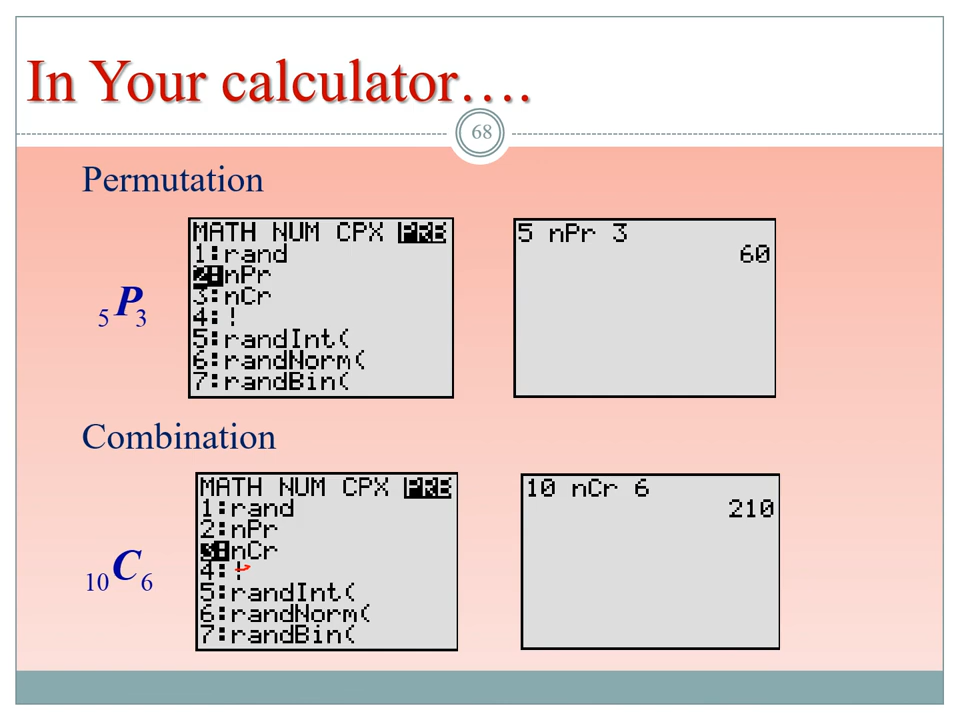 In Your calculator….
68
Permutation
5P3
MATH NUM CPX PRB
1:rand
2:nPr
3:nCr
4:!
5:randInt(
6:randNorm(
7:randBin(
5 nPr 3
60
Combination
10C6
MATH NUM CPX PRB
1:rand
2:nPr
3:nCr
4:!
5:randInt(
6:randNorm(
7:randBin(
10 nCr 6
210